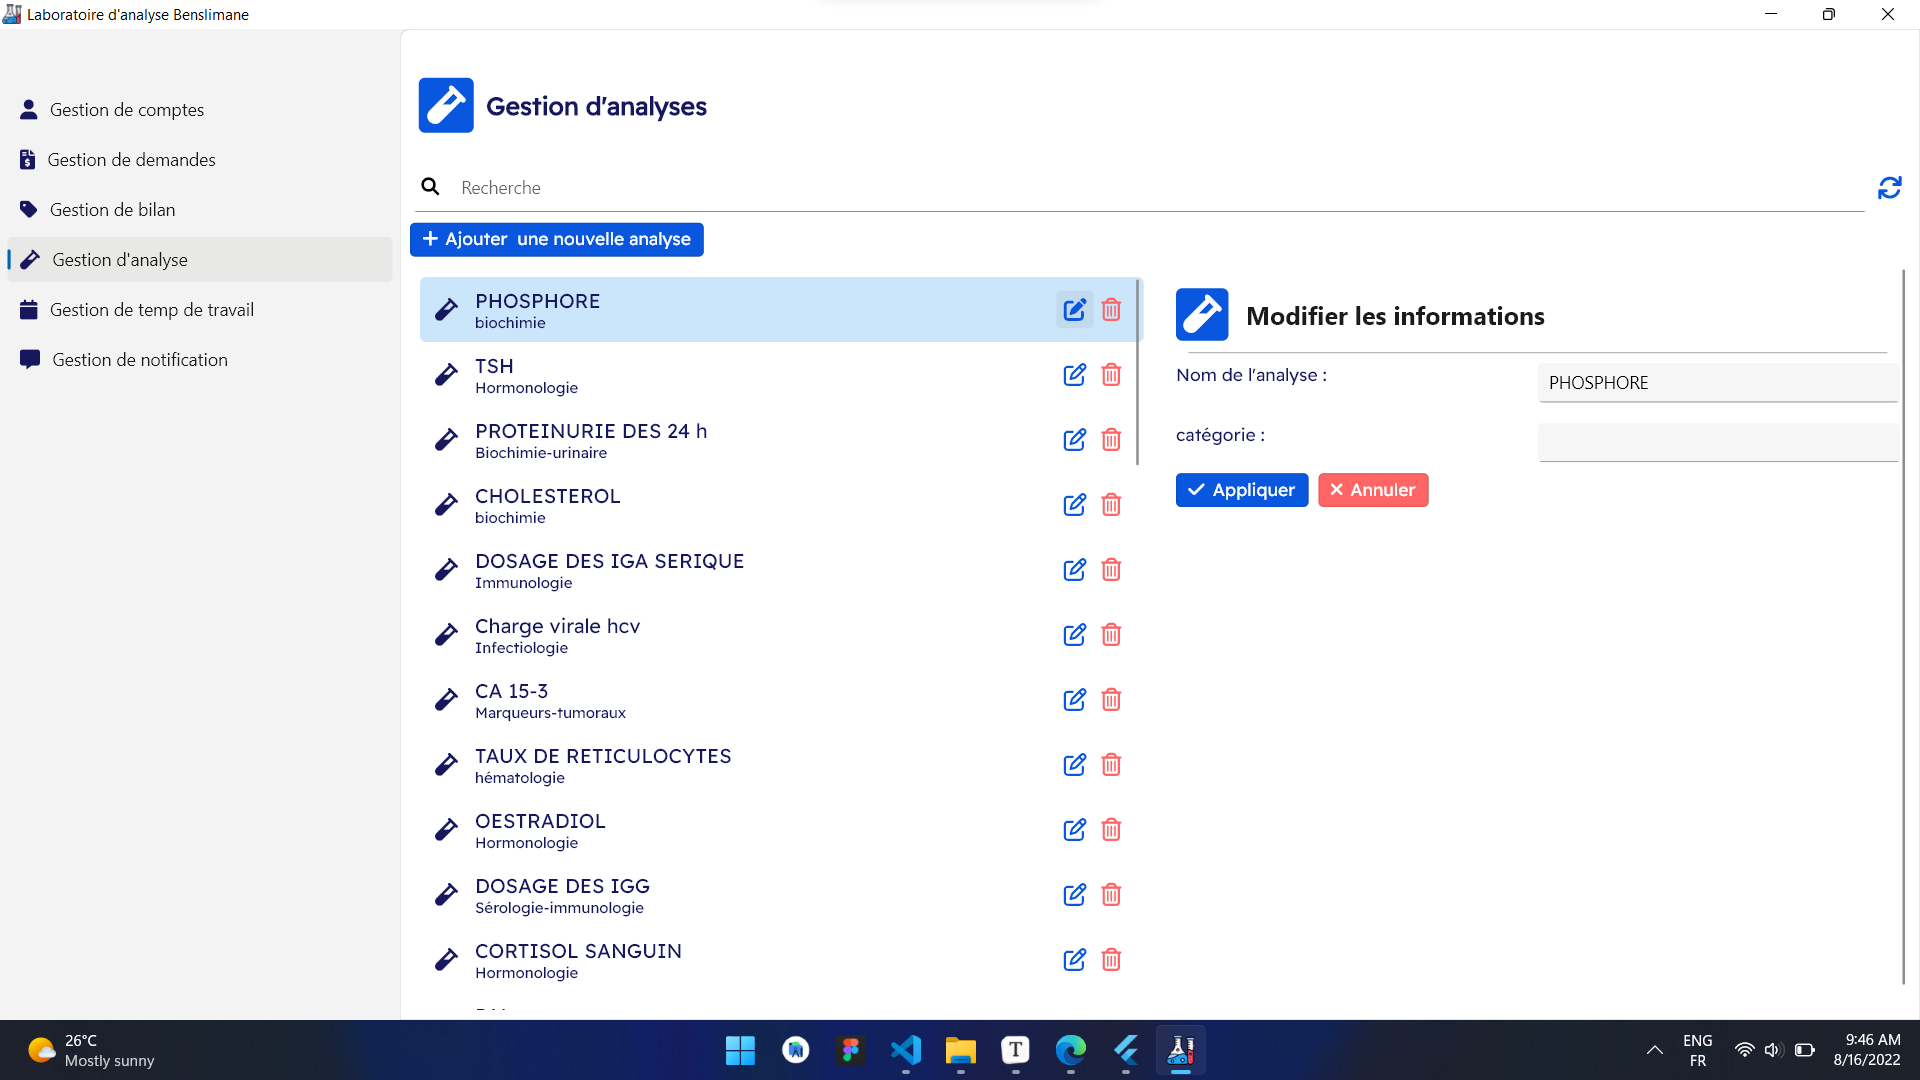 Laboratoire d'analyse Benslimane
Gestion de comptes
Gestion de demandes
Gestion de bilan
Gestion d'analyse
Gestion de temp de travail
Gestion de notification
Gestion d'analyses
Recherche
+ Ajouter une nouvelle analyse
PHOSPHORE
biochimie
TSH
Hormonologie
PROTEINURIE DES 24 h
Biochimie-urinaire
CHOLESTEROL
biochimie
DOSAGE DES IGA SERIQUE
Immunologie
Charge virale hcv
Infectiologie
CA 15-3
Marqueurs-tumoraux
TAUX DE RETICULOCYTES
hématologie
OESTRADIOL
Hormonologie
DOSAGE DES IGG
Sérologie-immunologie
CORTISOL SANGUIN
Hormonologie
Modifier les informations
Nom de l'analyse :
PHOSPHORE
catégorie :
Appliquer
Annuler
26°C
Mostly sunny
T
ENG
FR
9:46 AM
8/16/2022